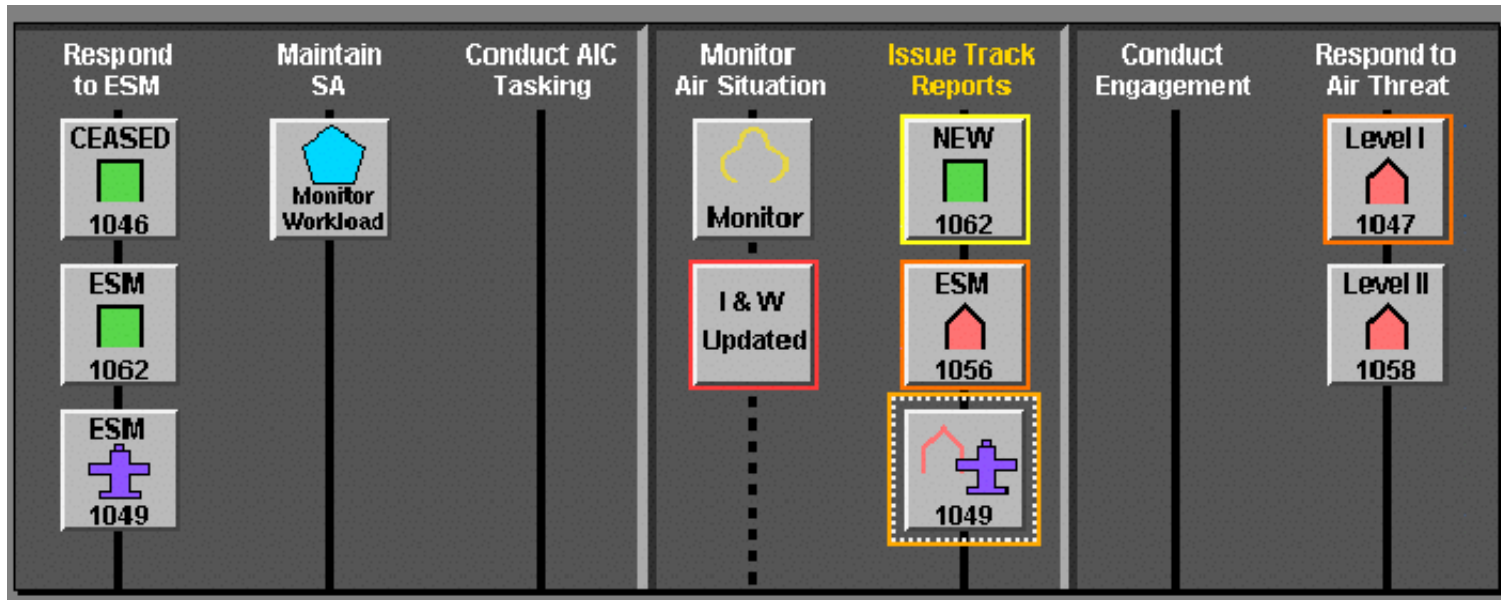 Respond
to ESM
Maintain
SA
Conduct AIC
Tasking
Monitor
Air Situation
Issue Track
Reports
Conduct
Engagement
Respond to
Air Threat
CEASED
1046
ESM
1062
ESM
1049
Monitor
Workload
Monitor
I & W
Updated
NEW
1062
ESM
1056
1049
Level I
1047
Level II
1058